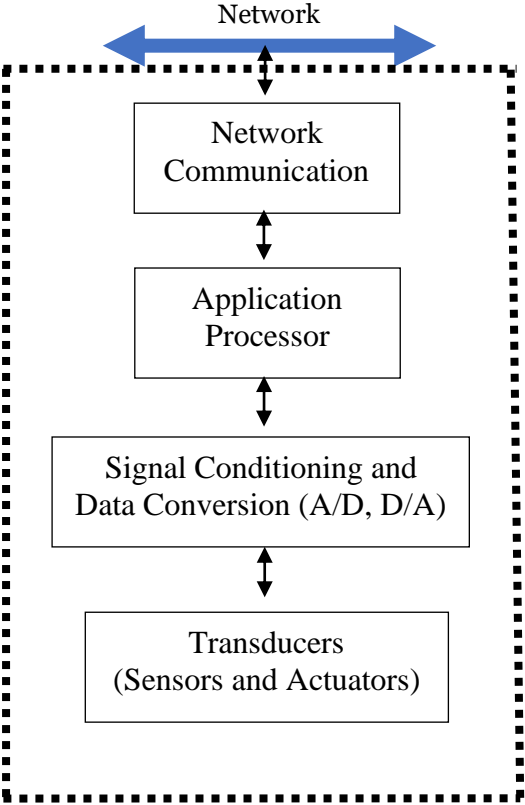 Network
Network
Communication
Application
Processor
Signal Conditioning and
Data Conversion (A/D, D/A)
Transducers
(Sensors and Actuators)